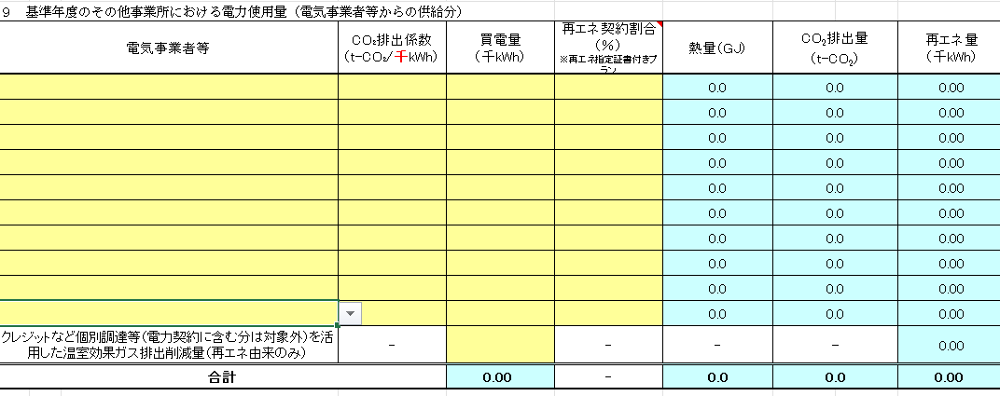 9 基準年度のその他事業所における電力使用量（電気事業者等からの供給分）
電気事業者等 CO₂排出係数 (t-CO₂/千kWh) 買電量 (千kWh) 再エネ契約割合 (%) ※再エネ指定証書付きプラン 熱量(GJ) CO₂排出量 (t-CO₂) 再エネ量 (千kWh)
0.0 0.0 0.00
0.0 0.0 0.00
0.0 0.0 0.00
0.0 0.0 0.00
0.0 0.0 0.00
0.0 0.0 0.00
0.0 0.0 0.00
0.0 0.0 0.00
0.0 0.0 0.00
0.0 0.0 0.00
クレジットなど個別調達等(電力契約に含む分は対象外)を活
用した温室効果ガス排出削減量(再エネ由来のみ) - - - - 0.00
合計 0.00 - 0.0 0.0 0.00